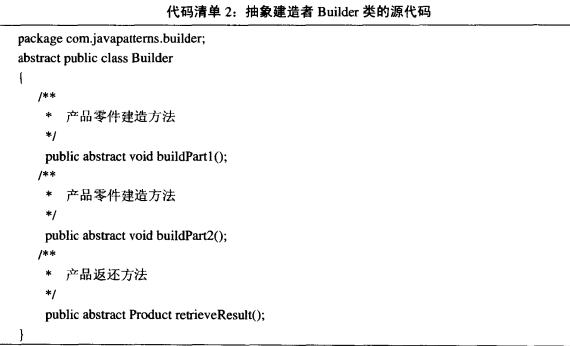 代码清单 2：抽象建造者 Builder 类的源代码
package com.javapatterns.builder;
abstract public class Builder
{
/**
* 产品零件建造方法
*/
public abstract void buildPart1();
/**
* 产品零件建造方法
*/
public abstract void buildPart2();
/**
* 产品返还方法
*/
public abstract Product retrieveResult();
}